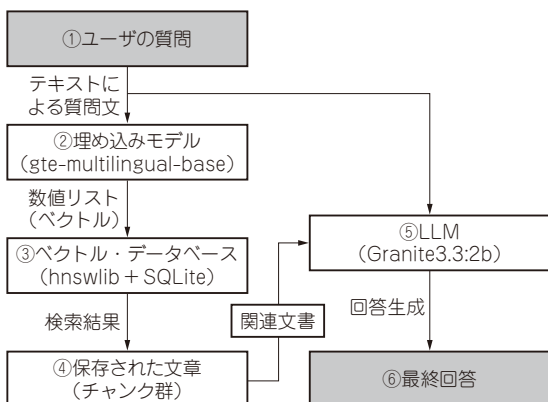 ①ユーザの質問
テキストに
よる質問文
②埋め込みモデル
(gte-multilingual-base)
数値リスト
(ベクトル)
③ベクトル・データベース
(hnswlib + SQLite)
検索結果
④保存された文章
(チャンク群)
関連文書
⑤LLM
(Granite3.3:2b)
回答生成
⑥最終回答